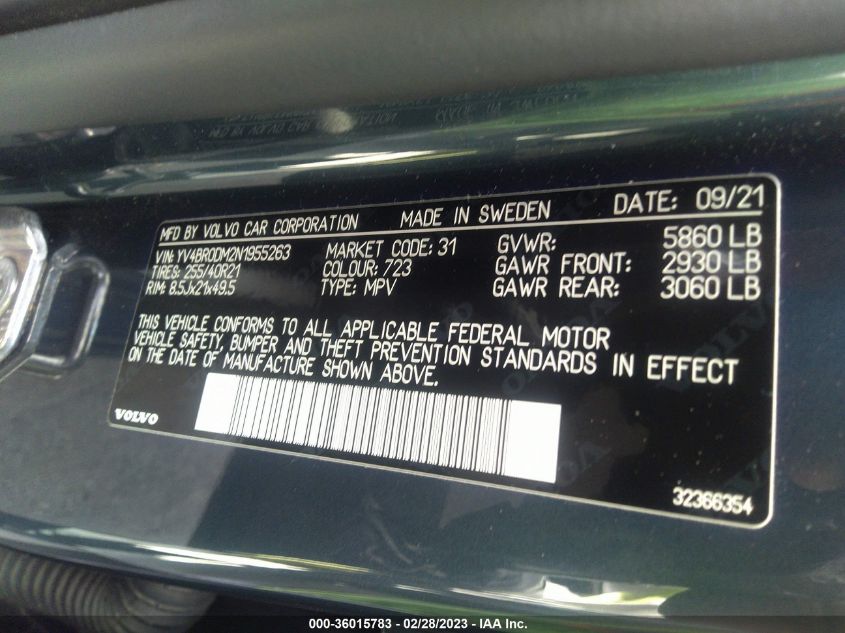 MFD BY VOLVO CAR CORPORATION MADE IN SWEDEN DATE: 09/21
VIN: YV4BR0DM2N1955263 MARKET CODE: 31 GVWR: 5860 LB
TIRES: 255/40R21 COLOUR: 723 GAWR FRONT: 2930 LB
RIM: 8.5Jx21x49.5 TYPE: MPV GAWR REAR: 3060 LB
THIS VEHICLE CONFORMS TO ALL APPLICABLE FEDERAL MOTOR
VEHICLE SAFETY, BUMPER AND THEFT PREVENTION STANDARDS IN EFFECT
ON THE DATE OF MANUFACTURE SHOWN ABOVE.
VOLVO
32366354
000-36015783 - 02/28/2023 - IAA Inc.